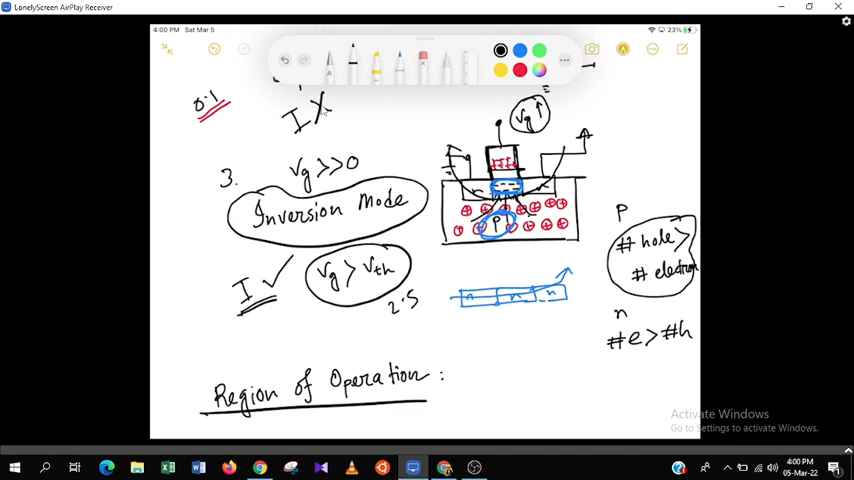 LonelyScreen AirPlay Receiver
4:00 PM Sat Mar 5
23%
0.1
I X
Vg ↑
3. Vg >> 0
Inversion Mode
I ✓ Vg > Vth
2.5
n
P
P
# hole >
# electron
n n n
n
#e > #h
Region of Operation :
Activate Windows
Go to Settings to activate Windows.
4:00 PM
05-Mar-22